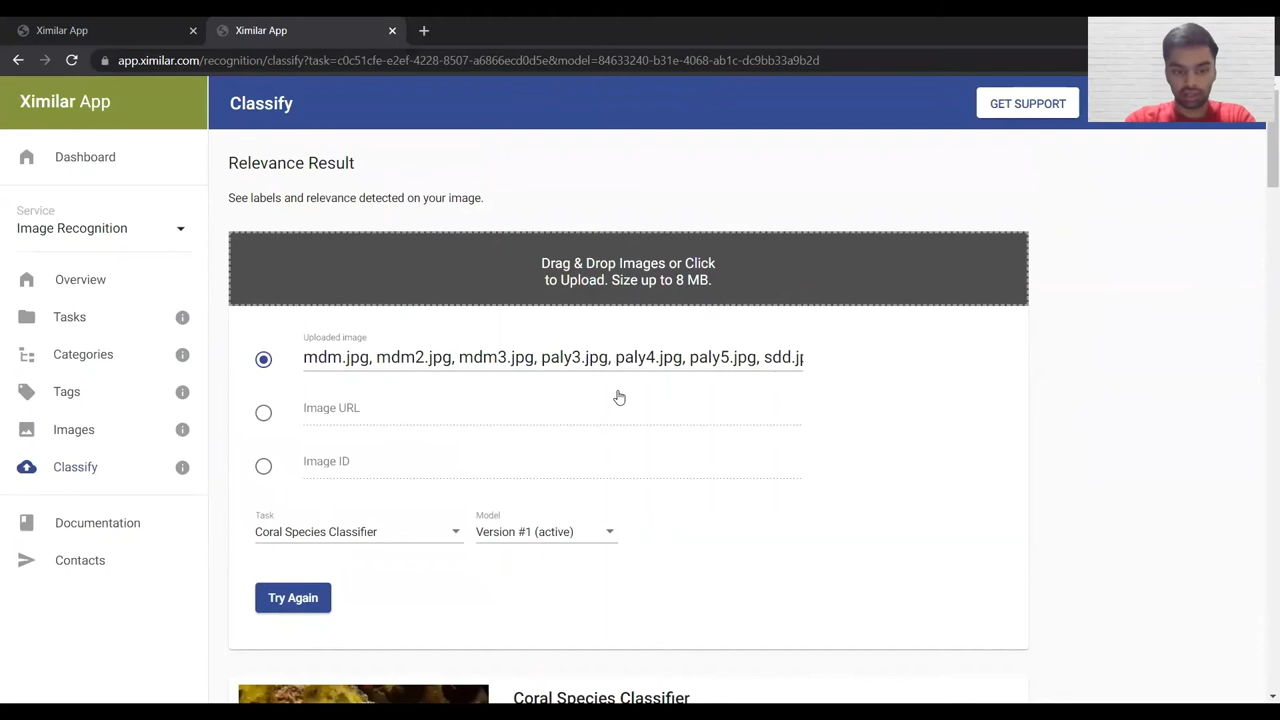 Ximilar App
Ximilar App
app.ximilar.com/recognition/classify?task=c0c51cfe-e2ef-4228-8507-a6866ecd0d5e&model=84633240-b31e-4068-ab1c-dc9bb33a9b2d
Ximilar App
Classify
GET SUPPORT
Dashboard
Service
Image Recognition
Overview
Tasks
Categories
Tags
Images
Classify
Documentation
Contacts
Relevance Result
See labels and relevance detected on your image.
Drag & Drop Images or Click
to Upload. Size up to 8 MB.
Uploaded image
mdm.jpg, mdm2.jpg, mdm3.jpg, paly3.jpg, paly4.jpg, paly5.jpg, sdd.jp
Image URL
Image ID
Task
Coral Species Classifier
Model
Version #1 (active)
Try Again
Coral Species Classifier